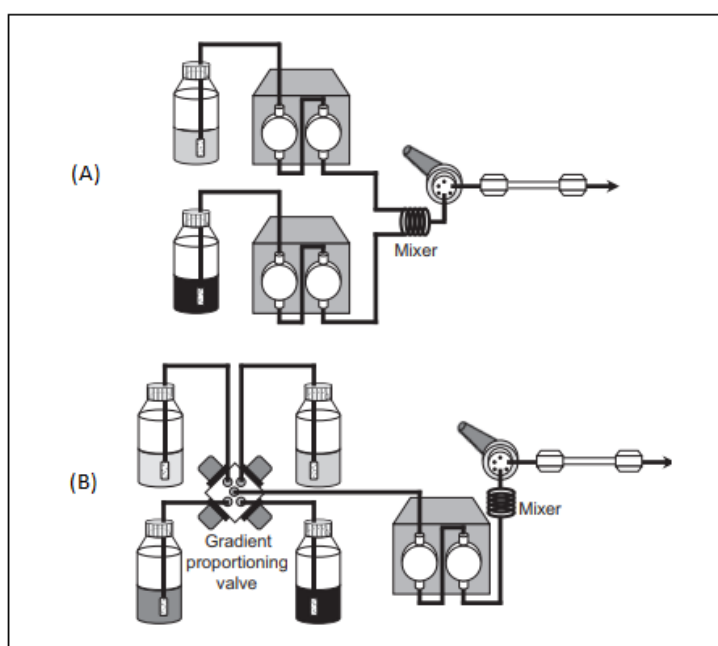 (A)
Mixer
(B)
Mixer
Gradient
proportioning
valve